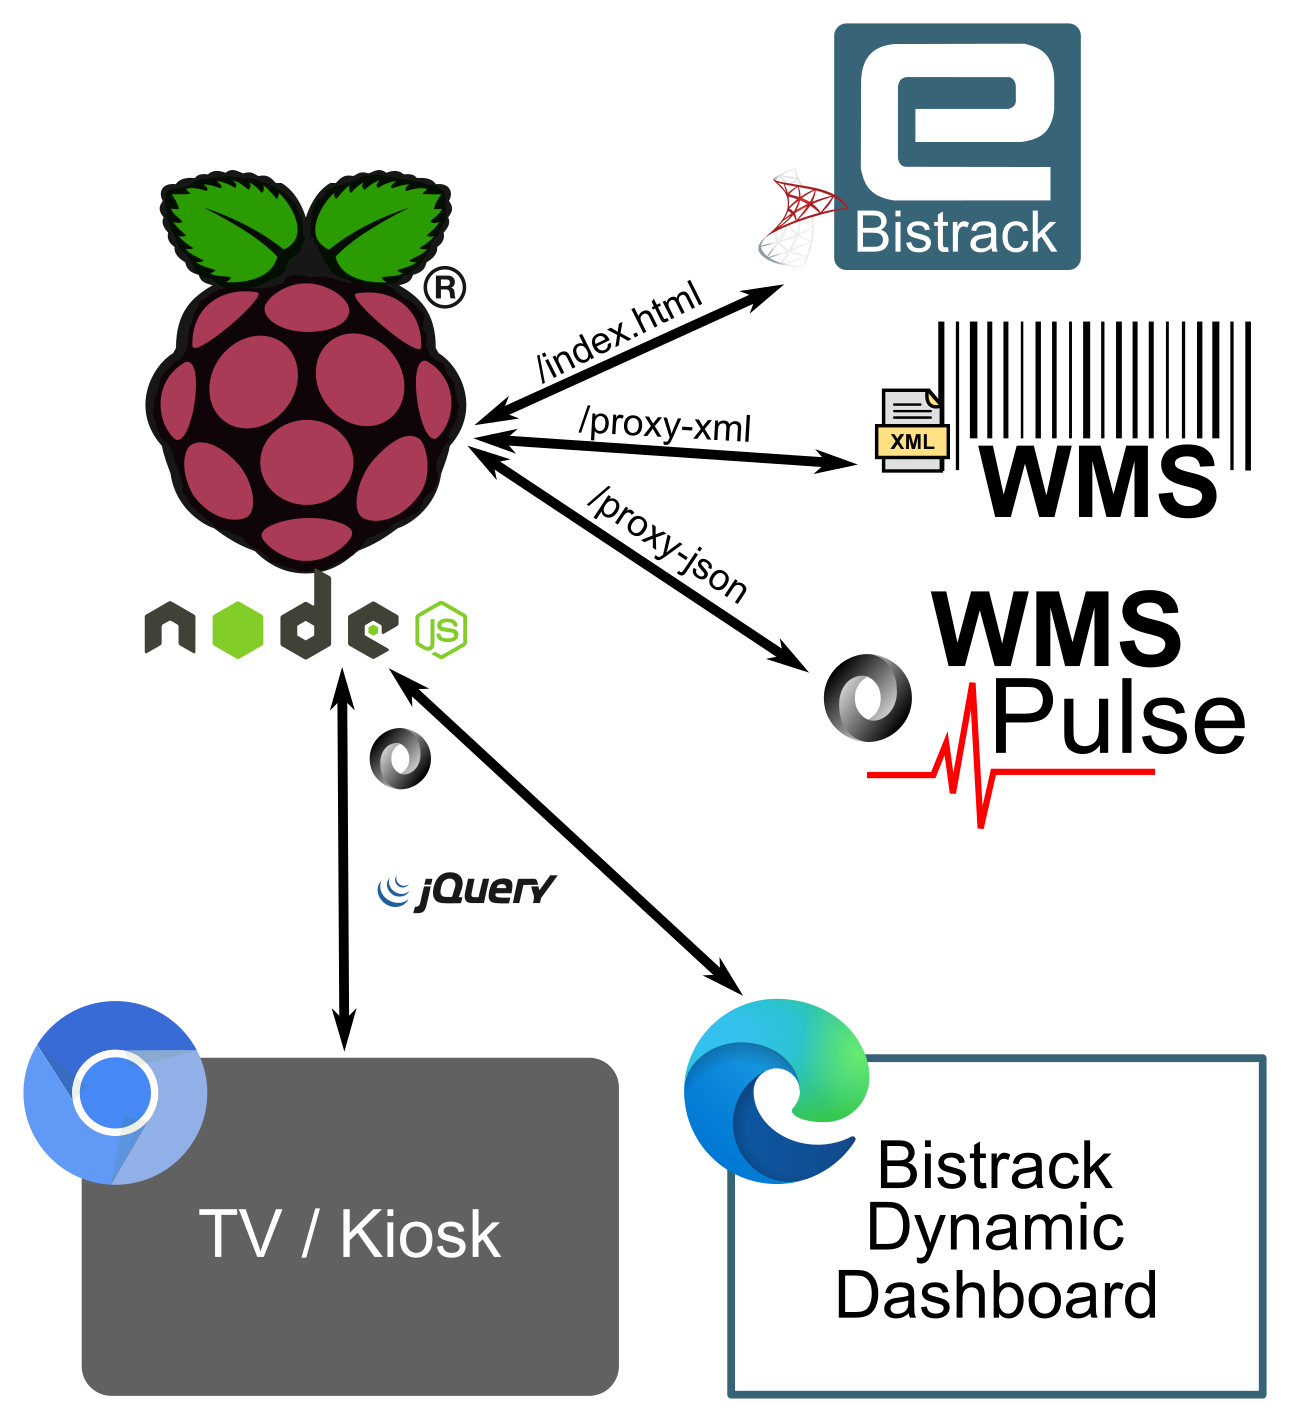 Bistrack
®
/index.html
/proxy-xml
XML
WMS
/proxy-json
WMS
Pulse
node
JS
jQuery
TV / Kiosk
Bistrack
Dynamic
Dashboard